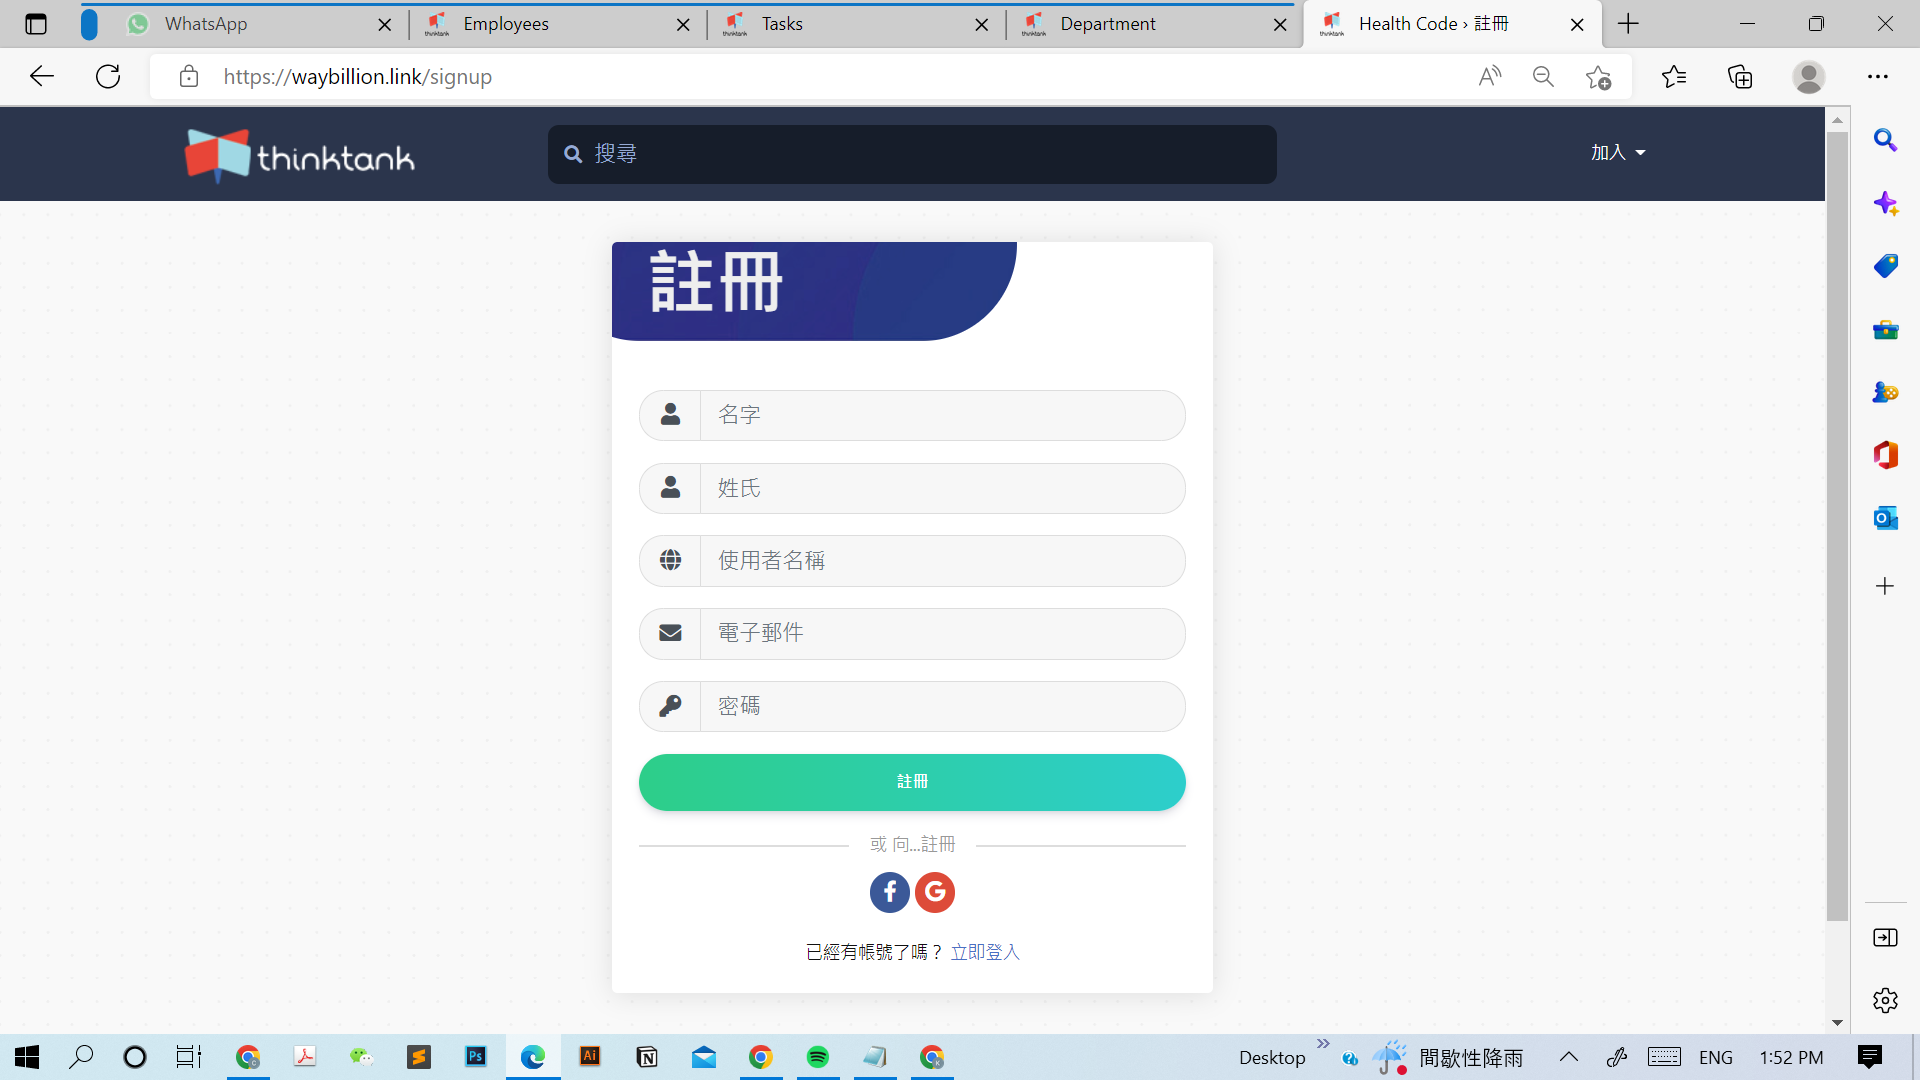 WhatsApp
Employees
Tasks
Department
Health Code › 註冊
https://waybillion.link/signup
thinktank
搜尋
加入
註冊
名字
姓氏
使用者名稱
電子郵件
密碼
註冊
或 向...註冊
已經有帳號了嗎？ 立即登入
Desktop
間歇性降雨
ENG
1:52 PM